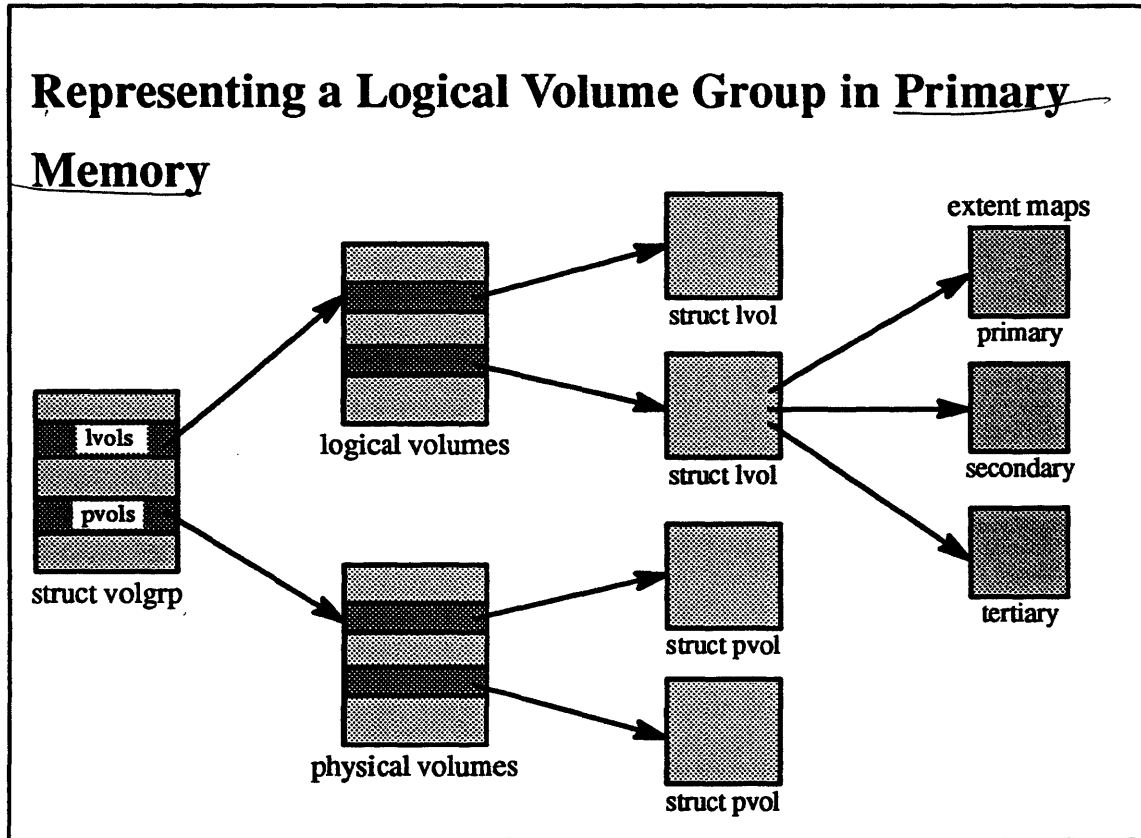 Representing a Logical Volume Group in Primary
Memory
extent maps
struct lvol
primary
lvols
logical volumes
struct lvol
secondary
pvols
struct volgrp
tertiary
struct pvol
physical volumes
struct pvol